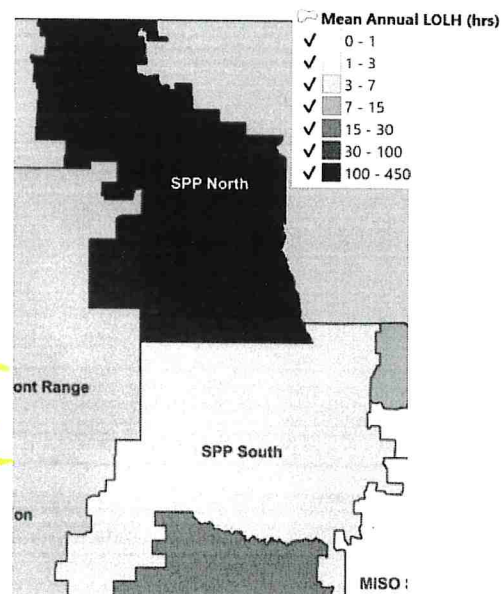 Mean Annual LOLH (hrs)
✓ 0 - 1
✓ 1 - 3
✓ 3 - 7
✓ 7 - 15
✓ 15 - 30
✓ 30 - 100
✓ 100 - 450
SPP North
ont Range
SPP South
on
MISO